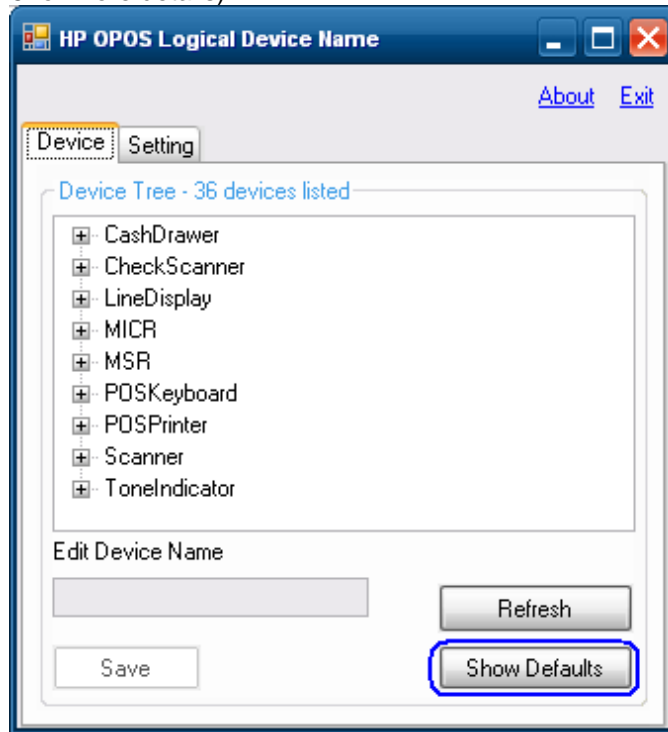 HP OPOS Logical Device Name
About Exit
Device Setting
Device Tree - 36 devices listed
CashDrawer
CheckScanner
LineDisplay
MICR
MSR
POSKeyboard
POSPrinter
Scanner
ToneIndicator
Edit Device Name
Refresh
Save Show Defaults